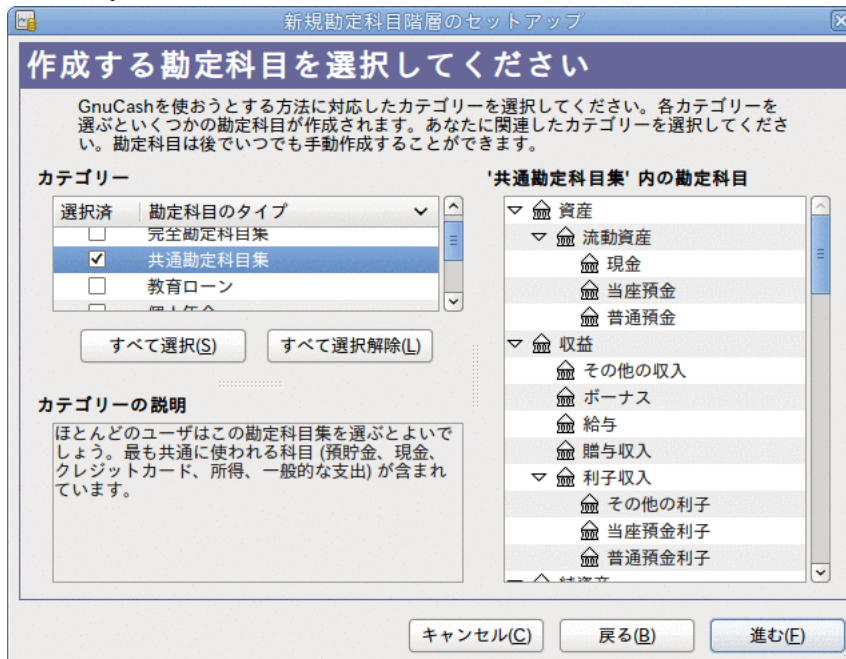 新規勘定科目階層のセットアップ
作成する勘定科目を選択してください
GnuCashを使おうとする方法に対応したカテゴリーを選択してください。各カテゴリーを
選ぶといくつかの勘定科目が作成されます。あなたに関連したカテゴリーを選択してくださ
い。勘定科目は後でいつでも手動作成することができます。
カテゴリー
選択済 勘定科目のタイプ
完全勘定科目集
共通勘定科目集
教育ローン
すべて選択(S) すべて選択解除(L)
カテゴリーの説明
ほとんどのユーザはこの勘定科目集を選ぶとよいで
しょう。最も共通に使われる科目 (預貯金、現金、
クレジットカード、所得、一般的な支出) が含まれ
ています。
'共通勘定科目集' 内の勘定科目
資産
流動資産
現金
当座預金
普通預金
収益
その他の収入
ボーナス
給与
贈与収入
利子収入
その他の利子
当座預金利子
普通預金利子
キャンセル(C) 戻る(B) 進む(F)